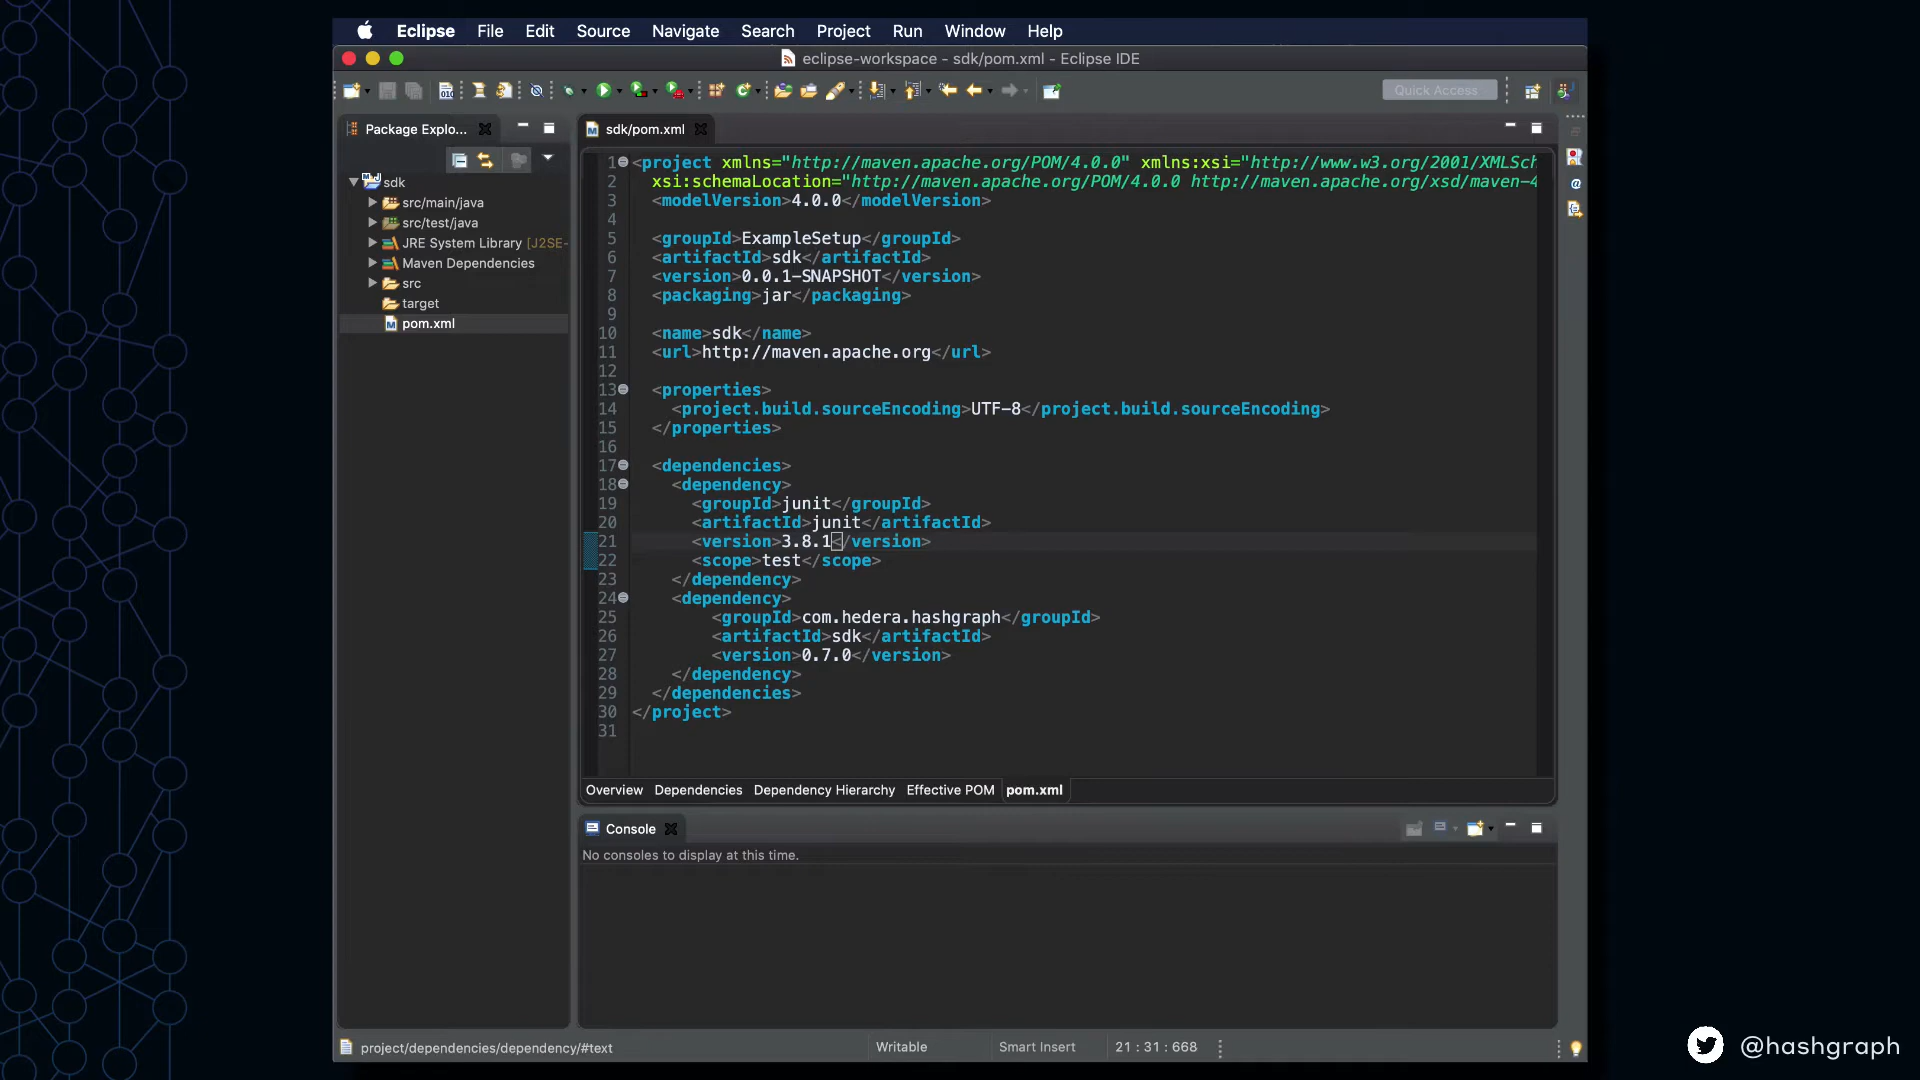 Eclipse File Edit Source Navigate Search Project Run Window Help
eclipse-workspace - sdk/pom.xml - Eclipse IDE
Quick Access
Package Explo...
sdk/pom.xml
sdk
src/main/java
src/test/java
JRE System Library [J2SE-
Maven Dependencies
src
target
pom.xml
1 <project xmlns="http://maven.apache.org/POM/4.0.0" xmlns:xsi="http://www.w3.org/2001/XMLSch
2 xsi:schemaLocation="http://maven.apache.org/POM/4.0.0 http://maven.apache.org/xsd/maven-4
3 <modelVersion>4.0.0</modelVersion>
4
5 <groupId>ExampleSetup</groupId>
6 <artifactId>sdk</artifactId>
7 <version>0.0.1-SNAPSHOT</version>
8 <packaging>jar</packaging>
9
10 <name>sdk</name>
11 <url>http://maven.apache.org</url>
12
13 <properties>
14 <project.build.sourceEncoding>UTF-8</project.build.sourceEncoding>
15 </properties>
16
17 <dependencies>
18 <dependency>
19 <groupId>junit</groupId>
20 <artifactId>junit</artifactId>
21 <version>3.8.1</version>
22 <scope>test</scope>
23 </dependency>
24 <dependency>
25 <groupId>com.hedera.hashgraph</groupId>
26 <artifactId>sdk</artifactId>
27 <version>0.7.0</version>
28 </dependency>
29 </dependencies>
30 </project>
31
Overview Dependencies Dependency Hierarchy Effective POM pom.xml
Console
No consoles to display at this time.
project/dependencies/dependency/#text Writable Smart Insert 21 : 31 : 668
@hashgraph